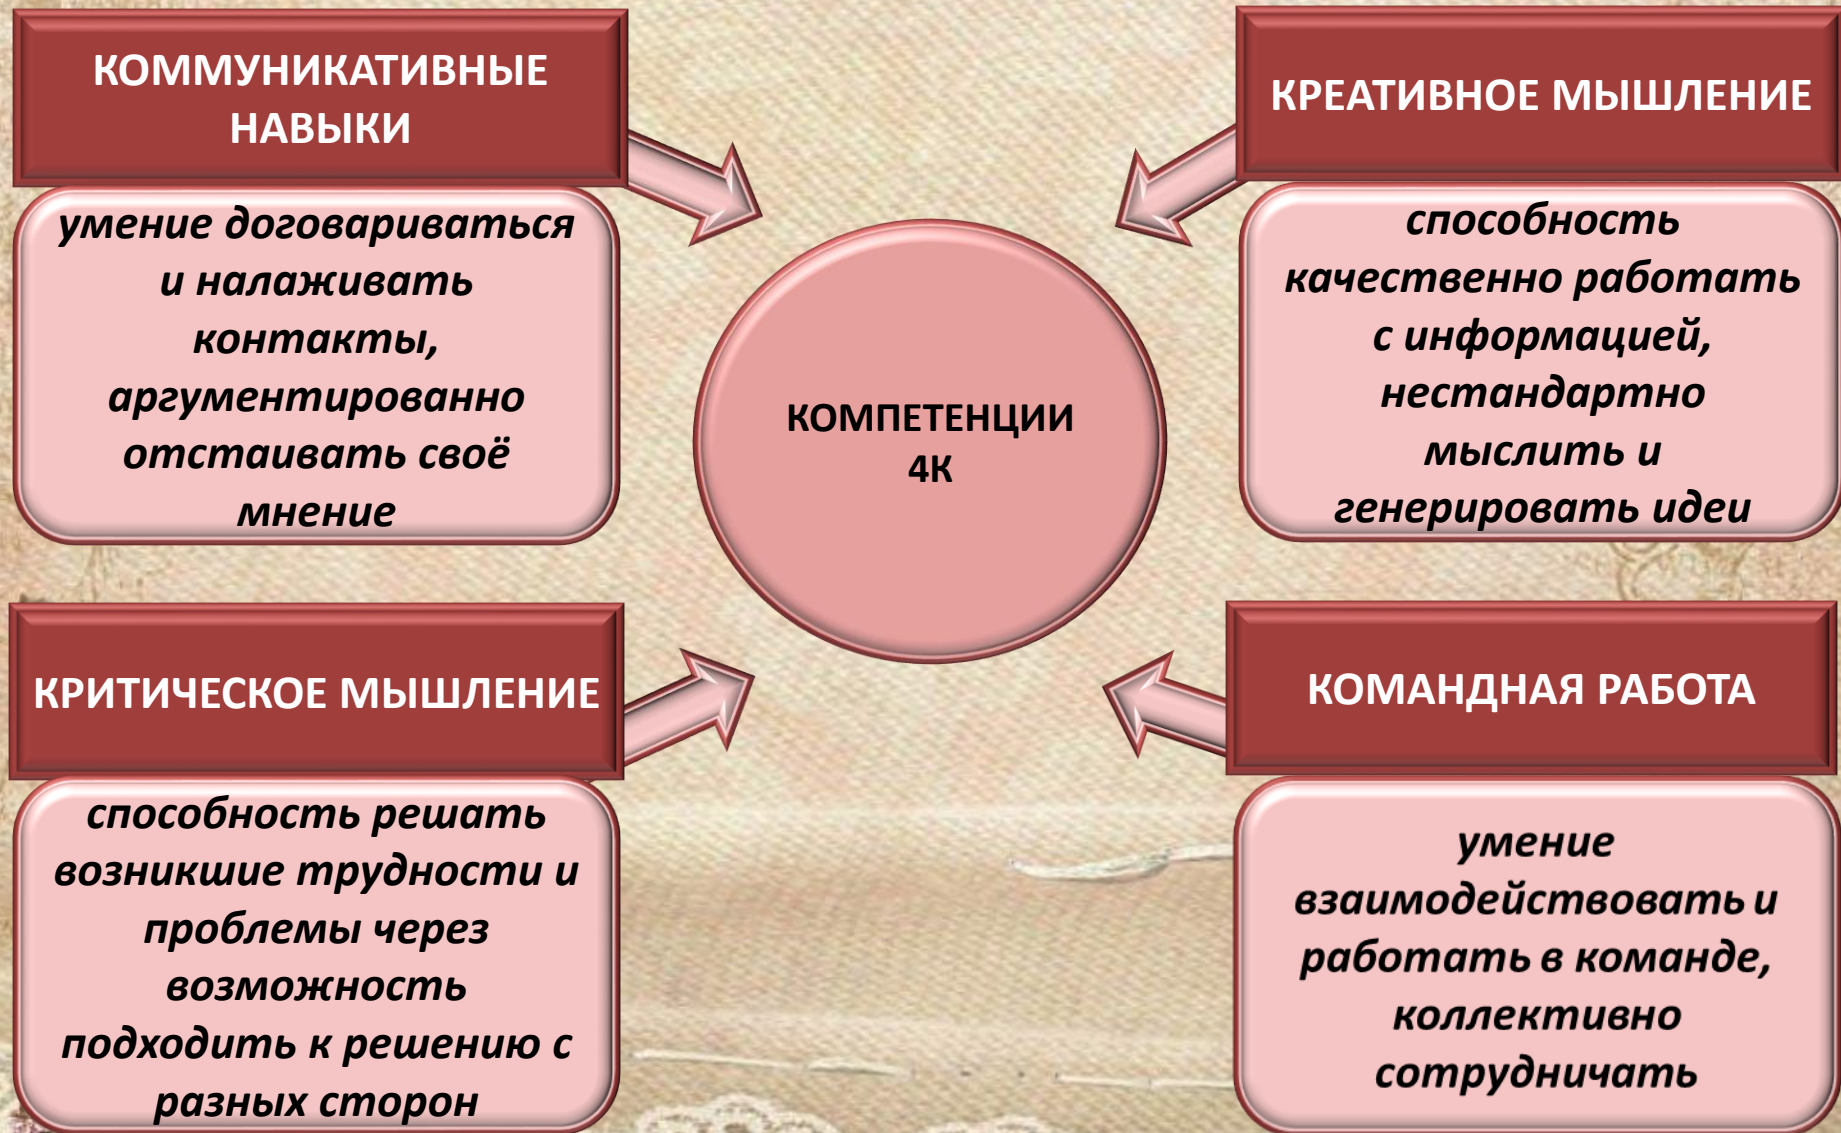 КОММУНИКАТИВНЫЕ
НАВЫКИ
умение договариваться
и налаживать
контакты,
аргументированно
отстаивать своё
мнение
КРЕАТИВНОЕ МЫШЛЕНИЕ
способность
качественно работать
с информацией,
нестандартно
мыслить и
генерировать идеи
КОМПЕТЕНЦИИ
4К
КРИТИЧЕСКОЕ МЫШЛЕНИЕ
способность решать
возникшие трудности и
проблемы через
возможность
подходить к решению с
разных сторон
КОМАНДНАЯ РАБОТА
умение
взаимодействовать и
работать в команде,
коллективно
сотрудничать